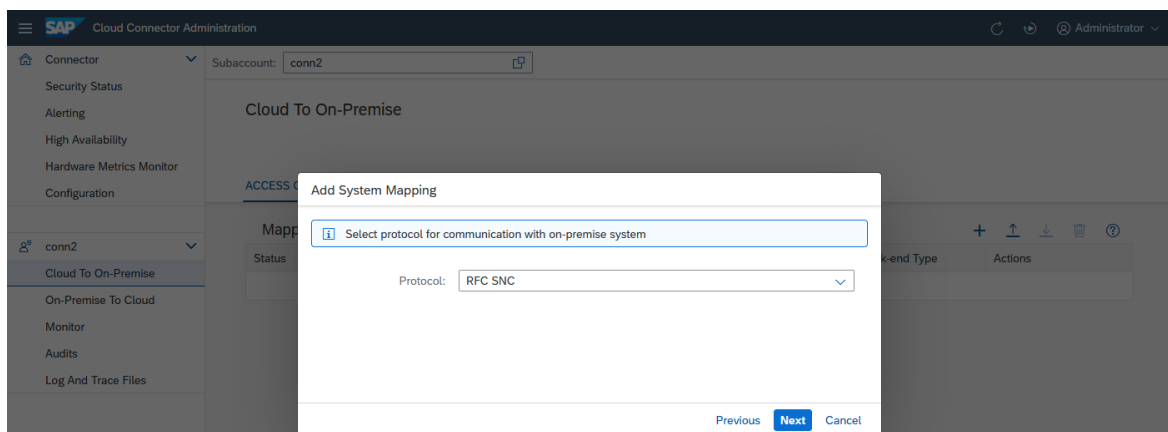 SAP Cloud Connector Administration
Administrator
Connector
Security Status
Alerting
High Availability
Hardware Metrics Monitor
Configuration
conn2
Cloud To On-Premise
On-Premise To Cloud
Monitor
Audits
Log And Trace Files
Subaccount: conn2
Cloud To On-Premise
ACCESS C
Mapp
Status
k-end Type
Actions
Add System Mapping
Select protocol for communication with on-premise system
Protocol: RFC SNC
Previous Next Cancel